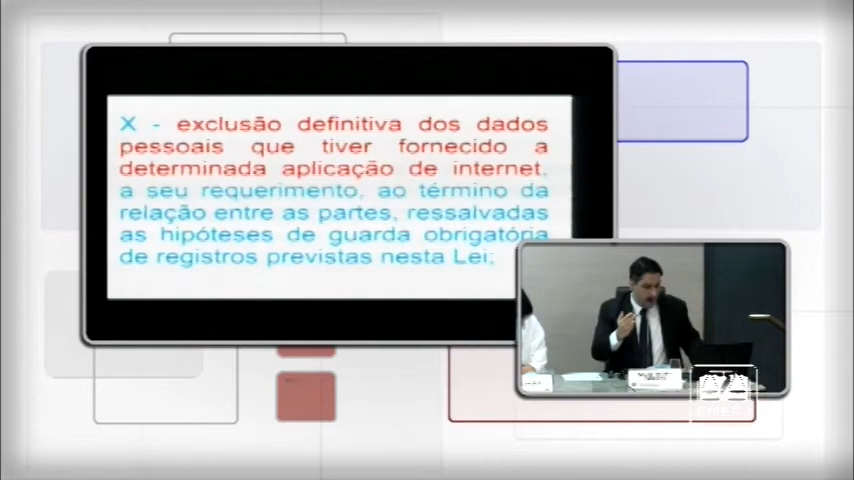 X - exclusão definitiva dos dados
pessoais que tiver fornecido a
determinada aplicação de internet,
a seu requerimento, ao término da
relação entre as partes, ressalvadas
as hipóteses de guarda obrigatória
de registros previstas nesta Lei;